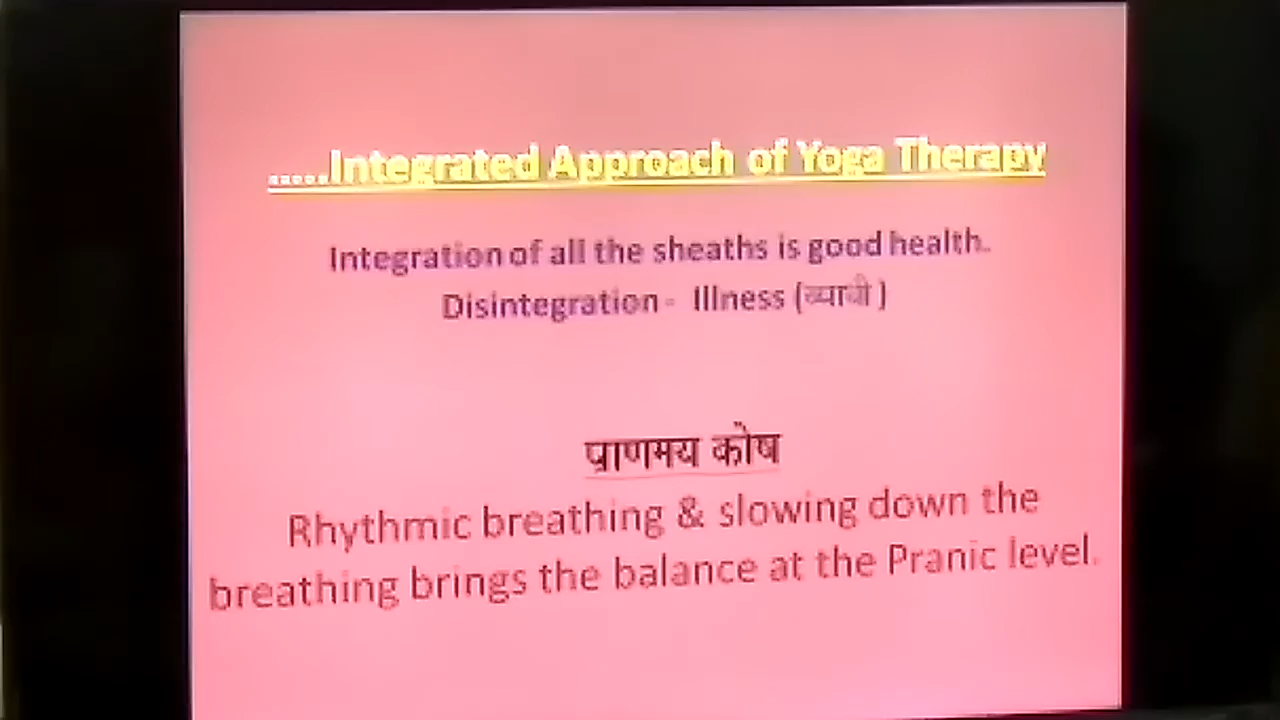 .....Integrated Approach of Yoga Therapy
Integration of all the sheaths is good health.
Disintegration - Illness (व्याधी )
प्राणमय कोष
Rhythmic breathing & slowing down the
breathing brings the balance at the Pranic level.